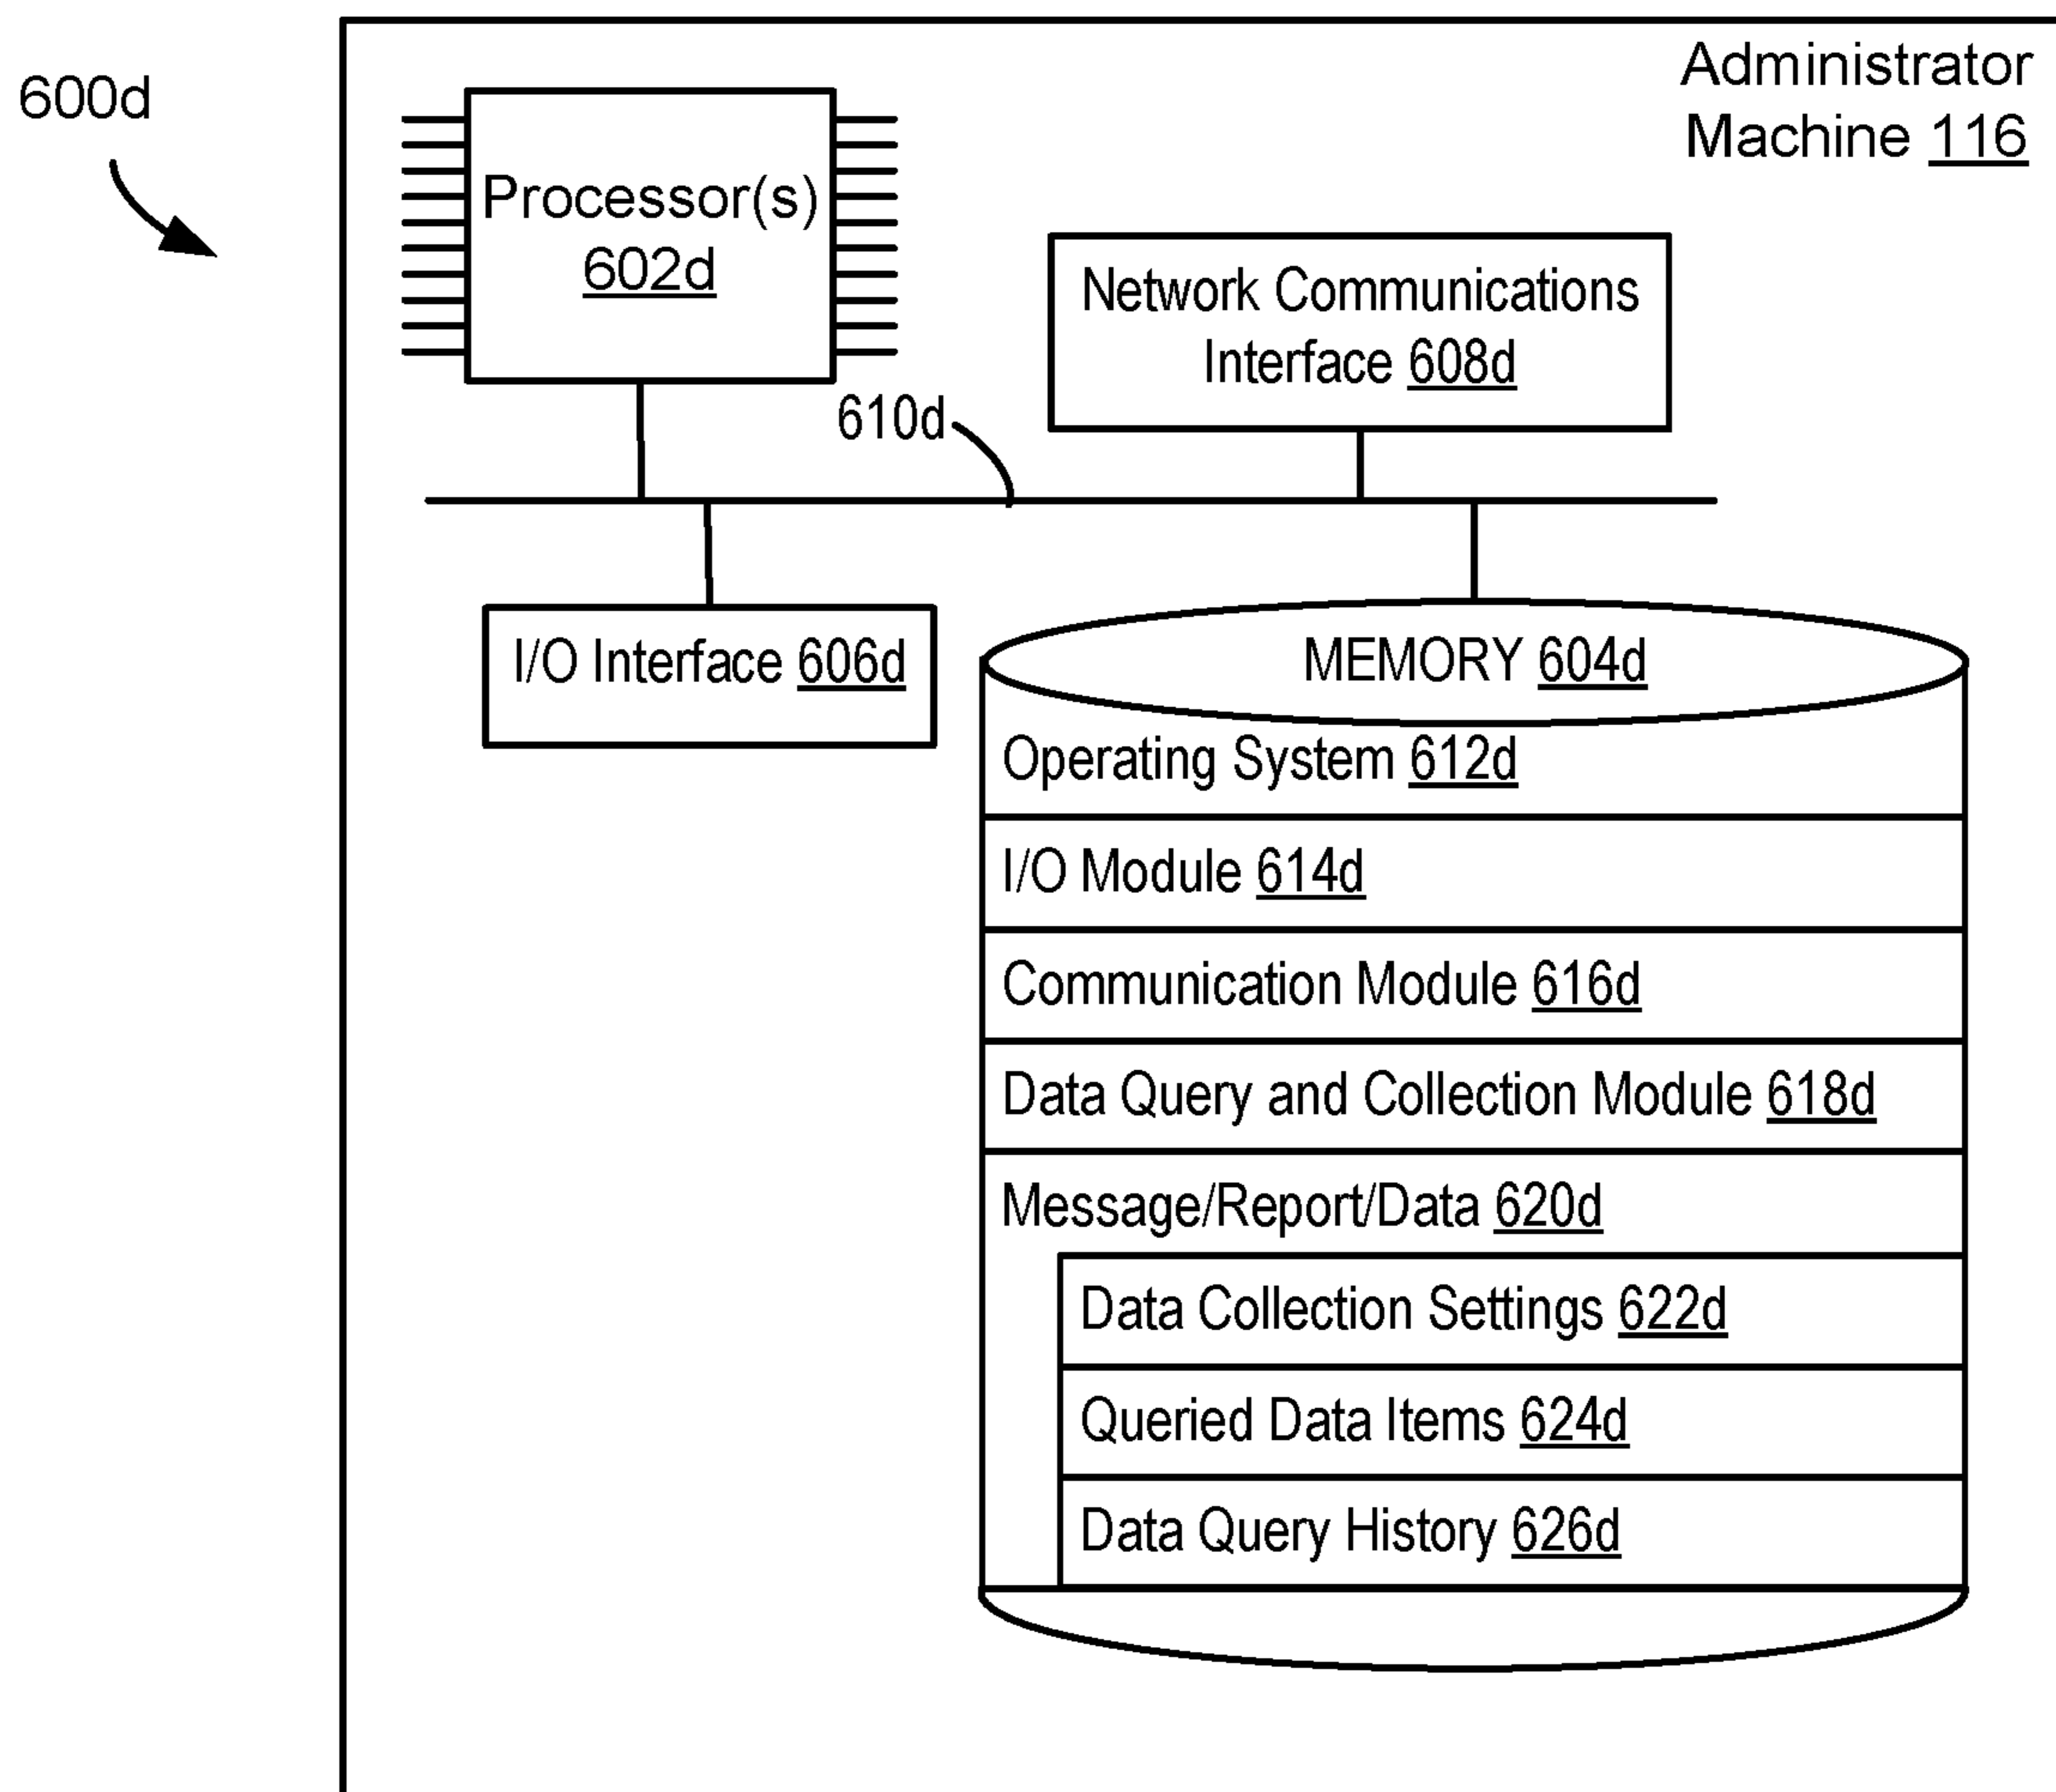 600d
Administrator
Machine 116
Processor(s)
602d
Network Communications
Interface 608d
610d
I/O Interface 606d
MEMORY 604d
Operating System 612d
I/O Module 614d
Communication Module 616d
Data Query and Collection Module 618d
Message/Report/Data 620d
Data Collection Settings 622d
Queried Data Items 624d
Data Query History 626d